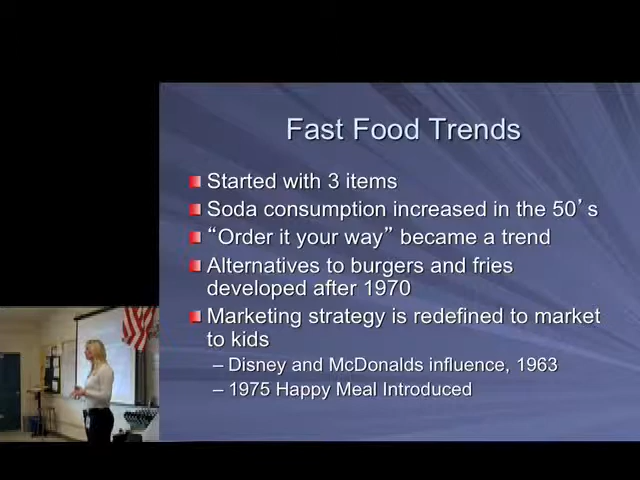 Fast Food Trends
Started with 3 items
Soda consumption increased in the 50’s
“Order it your way” became a trend
Alternatives to burgers and fries
developed after 1970
Marketing strategy is redefined to market
to kids
– Disney and McDonalds influence, 1963
– 1975 Happy Meal Introduced